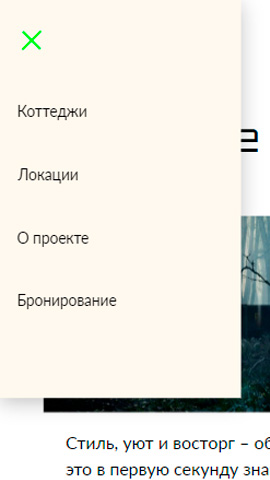 Коттеджи
Локации
О проекте
Бронирование
Стиль, уют и восторг – об
это в первую секунду зна